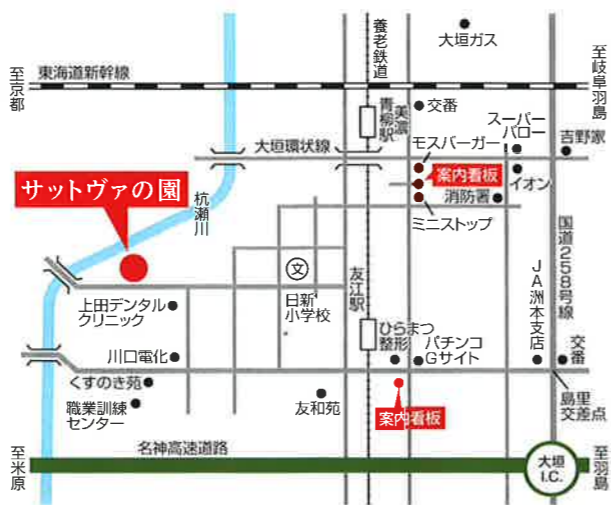 大垣ガス
養老鉄道
至岐阜羽島
至京都
東海道新幹線
美濃
青柳駅
交番
スーパー
バロー
モスバーガー
吉野家
大垣環状線
案内看板
イオン
サットヴァの園
消防署
杭瀬川
ミニストップ
国道258号線
文
友江駅
JA洲本支店
上田デンタル
クリニック
日新
小学校
ひらまつ
整形
パチンコ
Gサイト
川口電化
交番
くすのき苑
島里
交差点
職業訓練
センター
友和苑
案内看板
至米原
名神高速道路
大垣
I.C.
至羽島